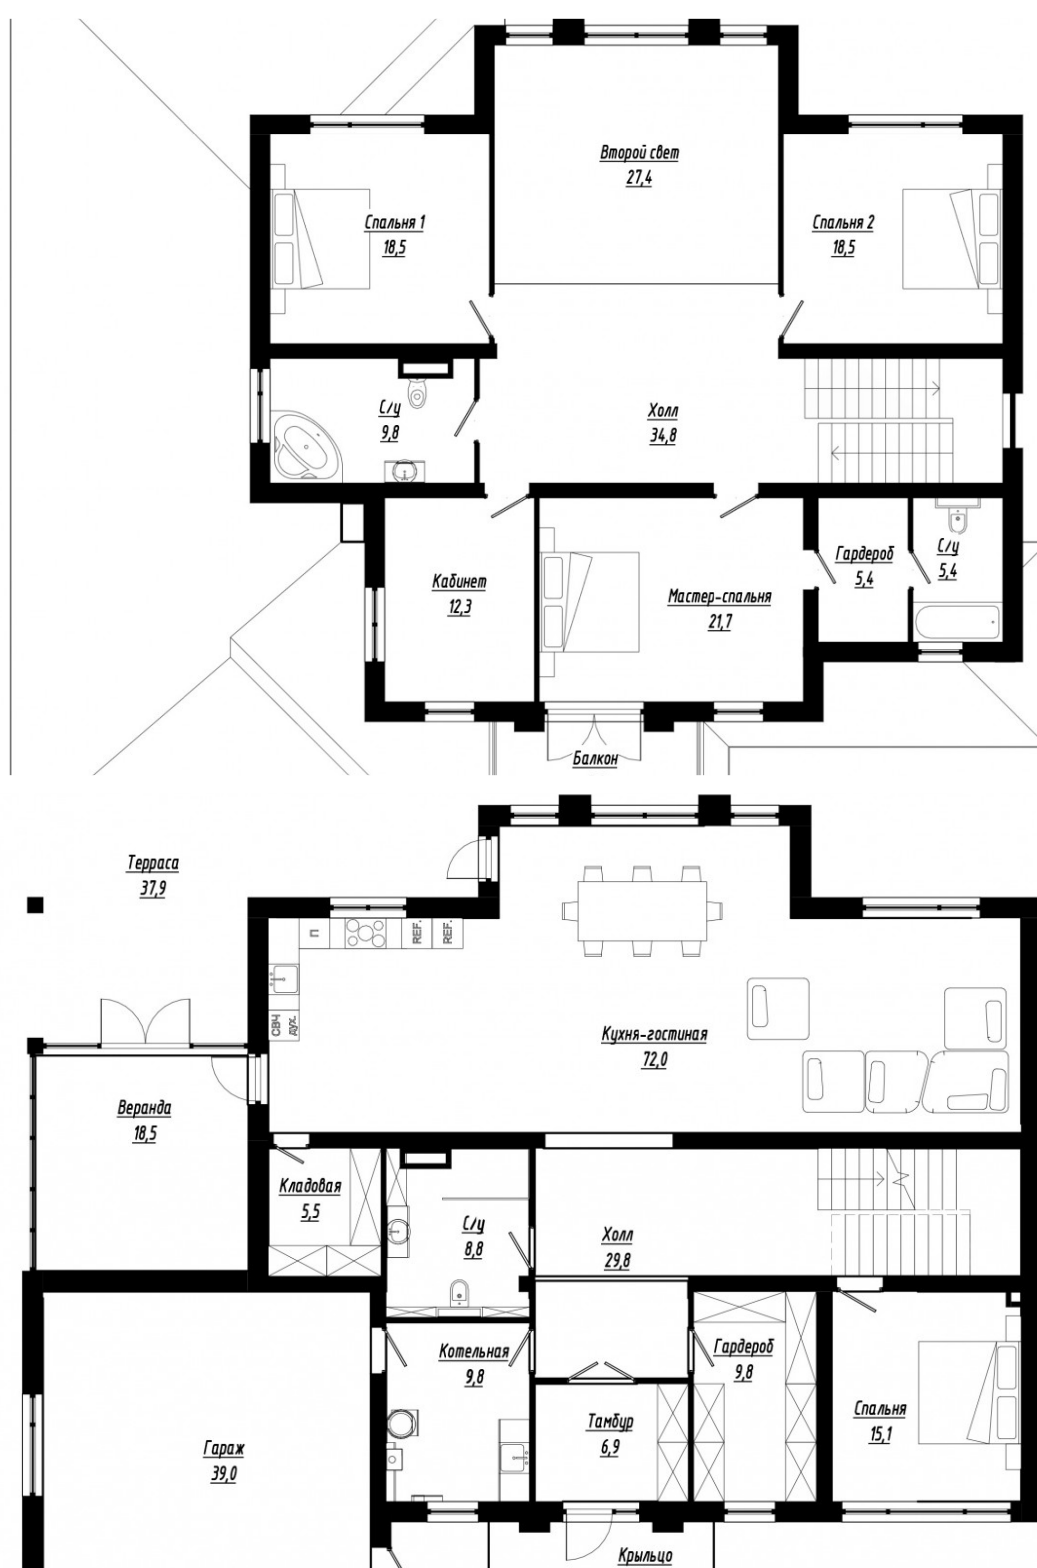 Второй свет
27,4
Спальня 1
18,5
Спальня 2
18,5
С/у
9,8
Холл
34,8
Кабинет
12,3
Мастер-спальня
21,7
Гардероб
5,4
С/у
5,4
Балкон
Терраса
37,9
П
REF.
REF.
СВЧ
дух.
Кухня-гостиная
72,0
Веранда
18,5
Кладовая
5,5
С/у
8,8
Холл
29,8
Котельная
9,8
Гардероб
9,8
Тамбур
6,9
Спальня
15,1
Гараж
39,0
Крыльцо